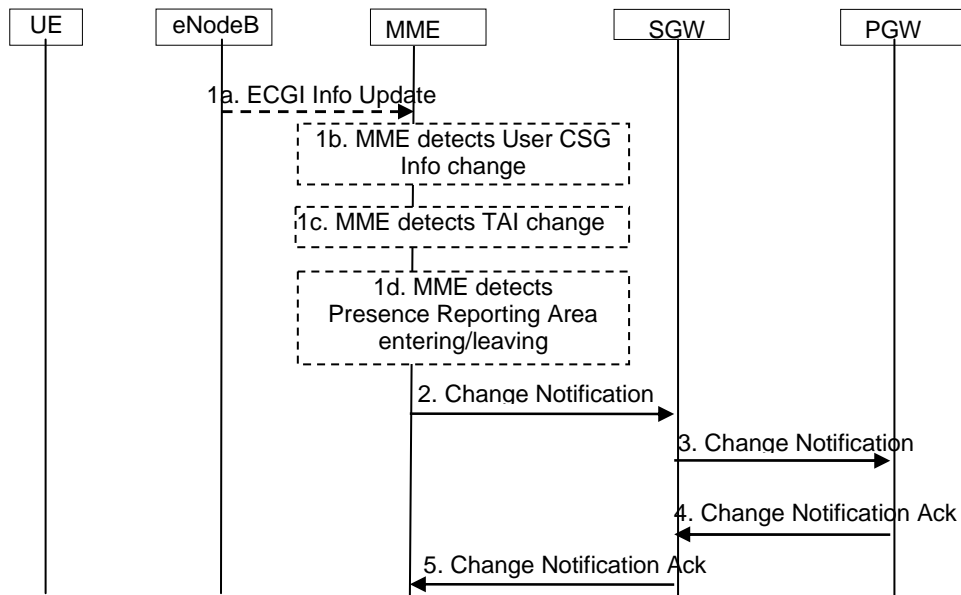 UE
eNodeB
MME
SGW
PGW
1a. ECGI Info Update
1b. MME detects User CSG
Info change
1c. MME detects TAI change
1d. MME detects
Presence Reporting Area
entering/leaving
2. Change Notification
3. Change Notification
4. Change Notification Ack
5. Change Notification Ack